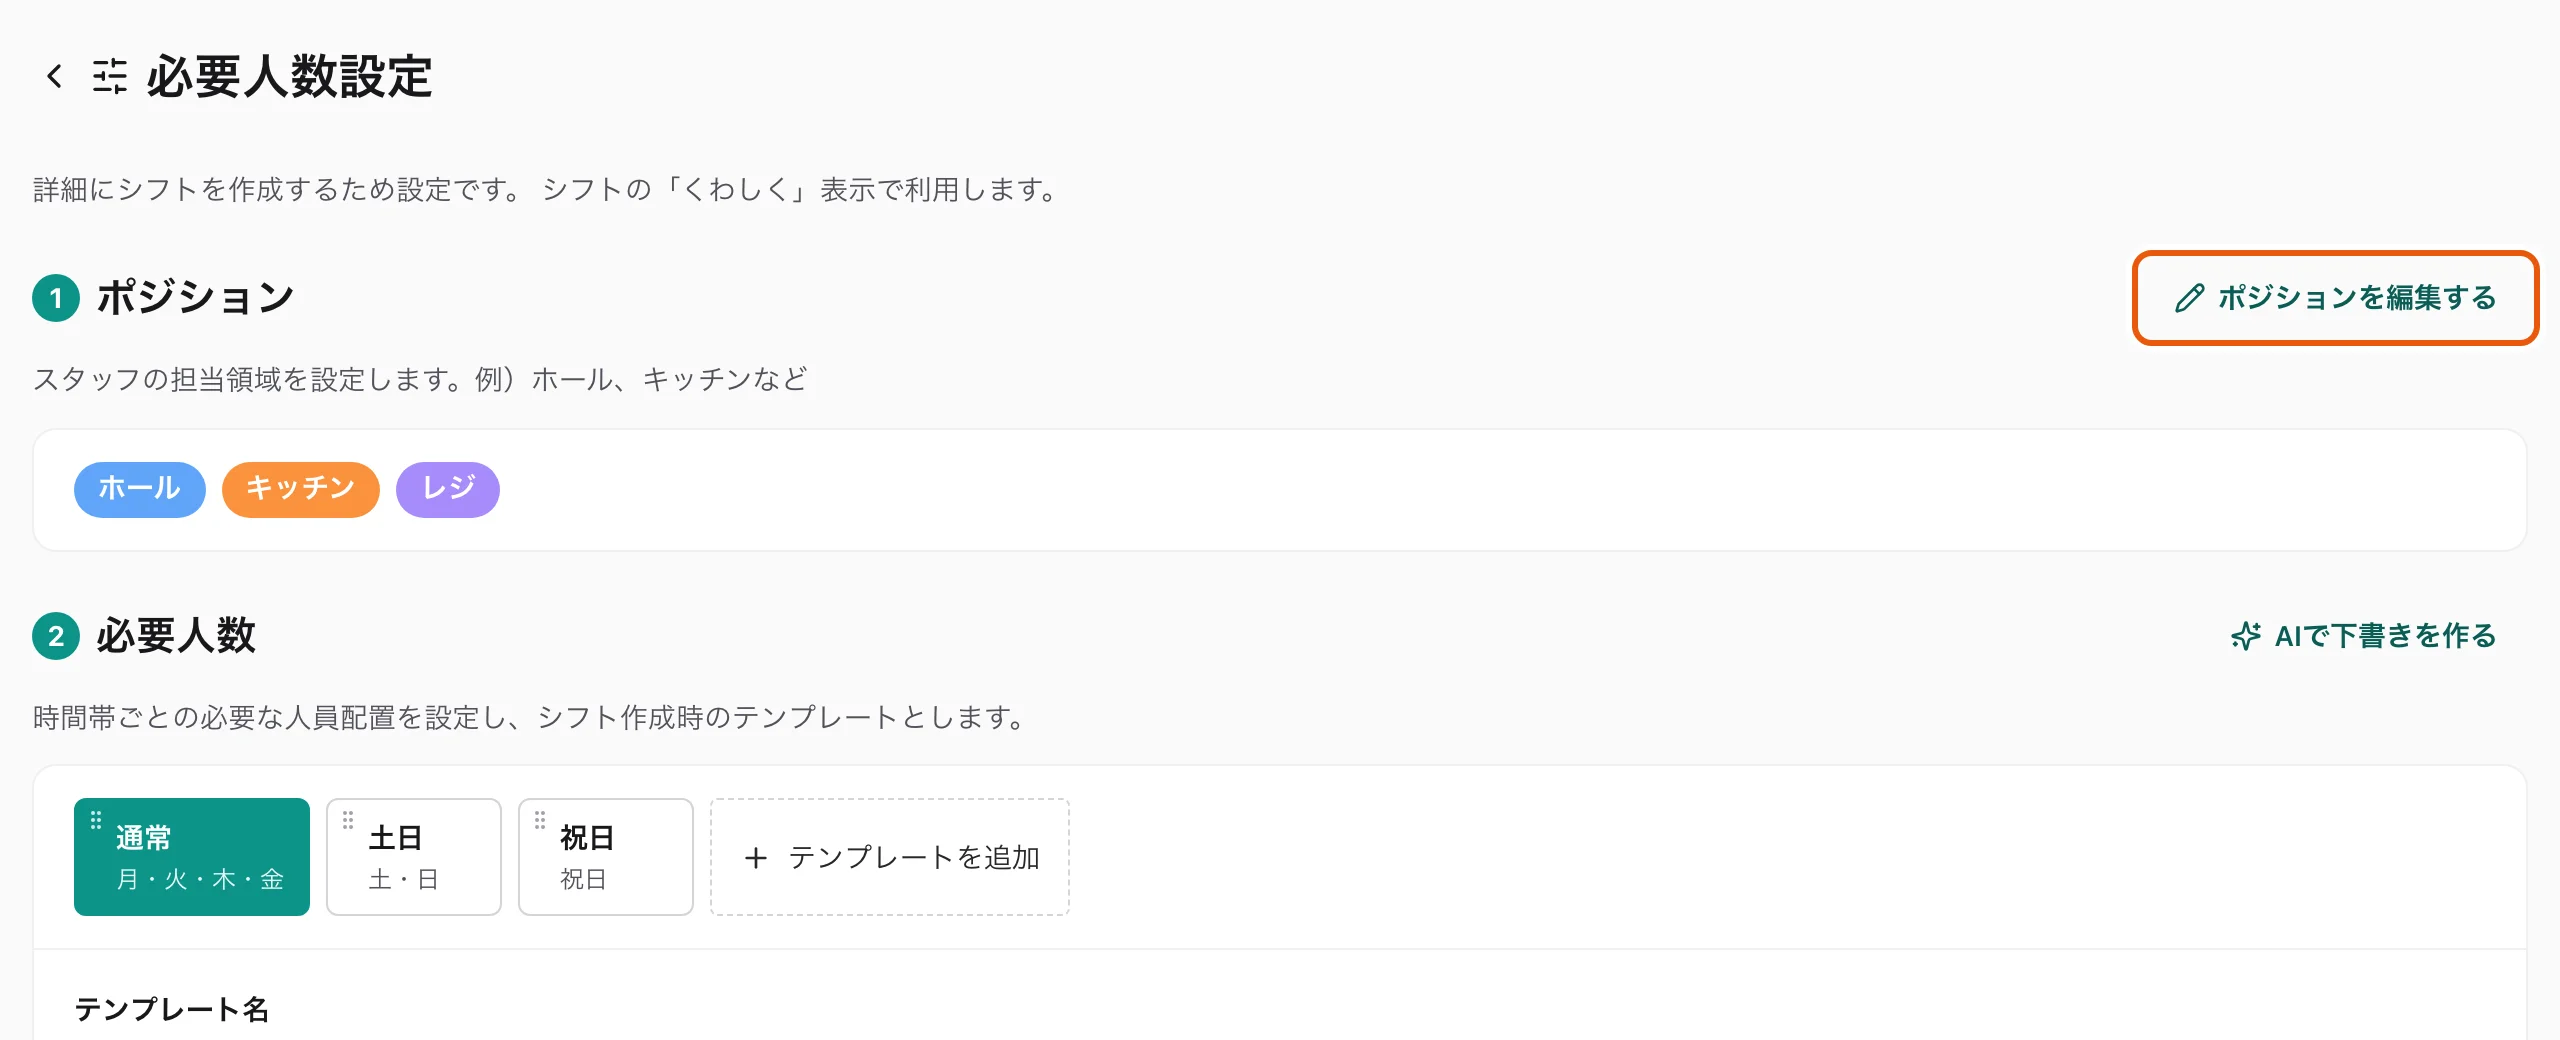 必要人数設定
詳細にシフトを作成するため設定です。 シフトの「くわしく」表示で利用します。
1 ポジション
ポジションを編集する
スタッフの担当領域を設定します。例）ホール、キッチンなど
ホール キッチン レジ
2 必要人数
AIで下書きを作る
時間帯ごとの必要な人員配置を設定し、シフト作成時のテンプレートとします。
通常
月・火・木・金
土日
土・日
祝日
祝日
＋ テンプレートを追加
テンプレート名